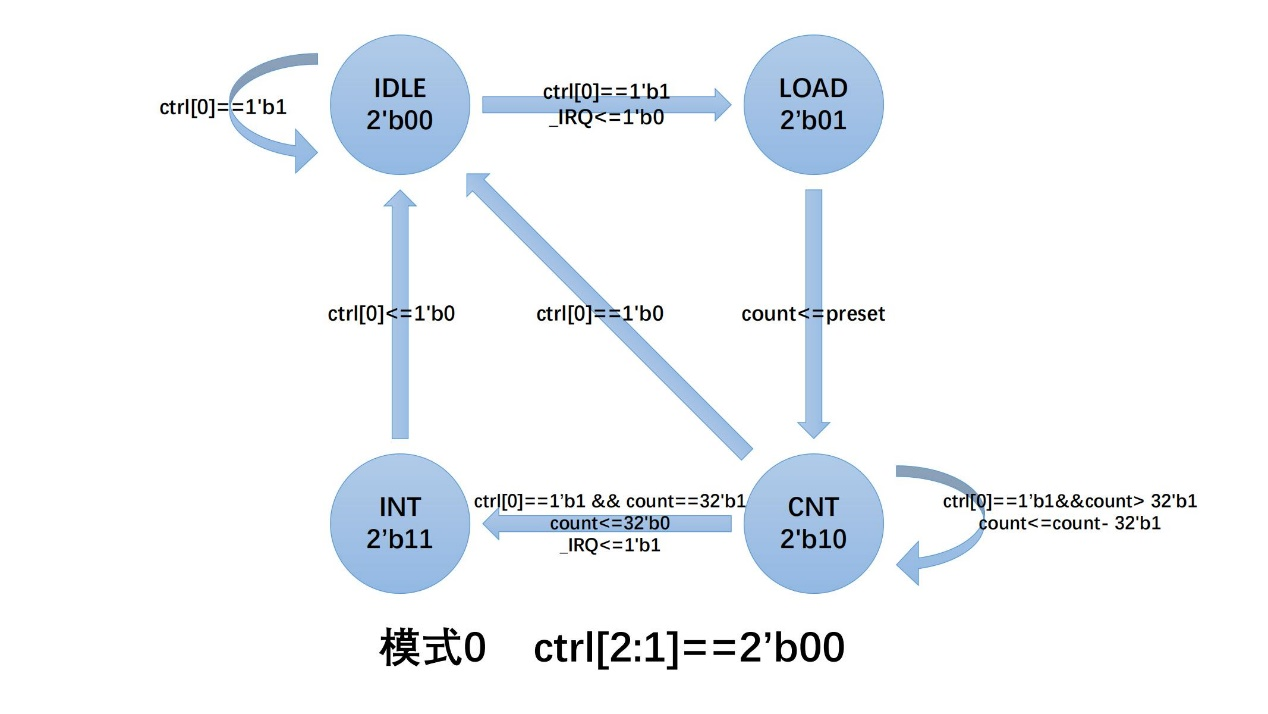 IDLE
2'b00
LOAD
2’b01
ctrl[0]==1'b1
ctrl[0]==1'b1
_IRQ<=1'b0
ctrl[0]<=1'b0
ctrl[0]==1'b0
count<=preset
INT
2’b11
ctrl[0]==1’b1 && count==32'b1
count<=32'b0
_IRQ<=1'b1
CNT
2'b10
ctrl[0]==1’b1&&count> 32'b1
count<=count- 32'b1
模式0 ctrl[2:1]==2’b00